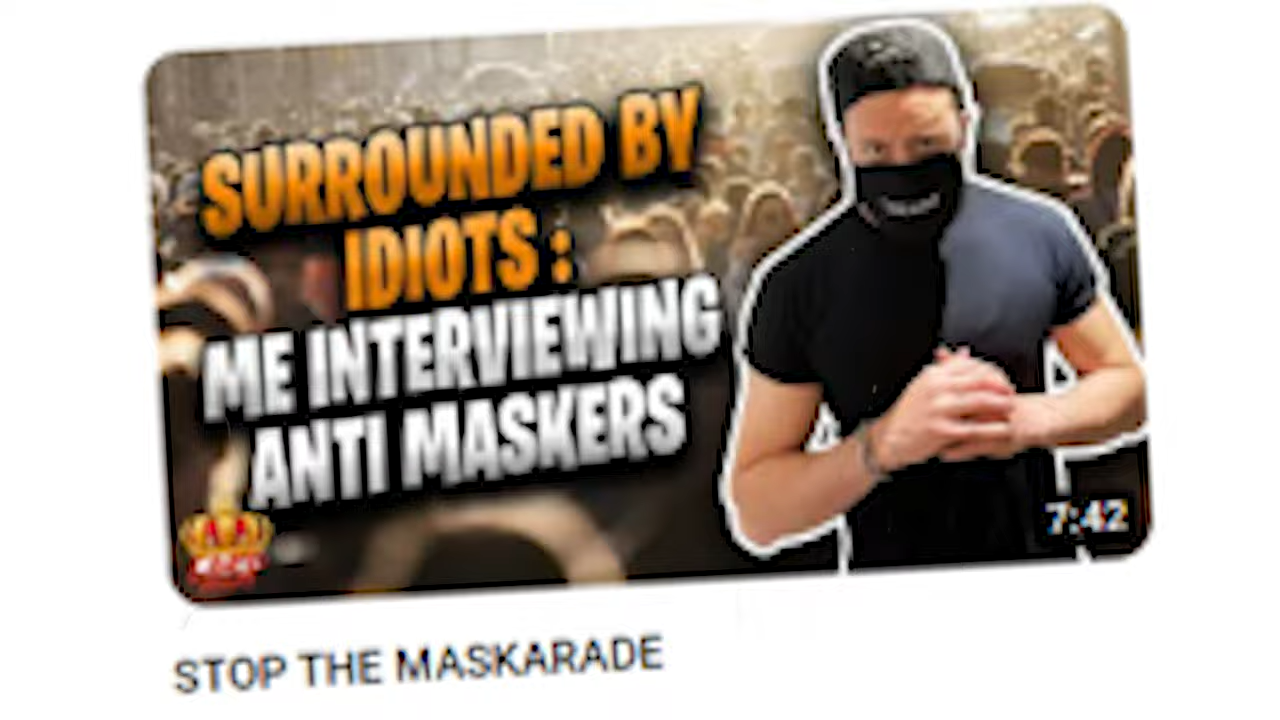 SURROUNDED BY
IDIOTS :
ME INTERVIEWING
ANTI MASKERS
7:42
STOP THE MASKARADE